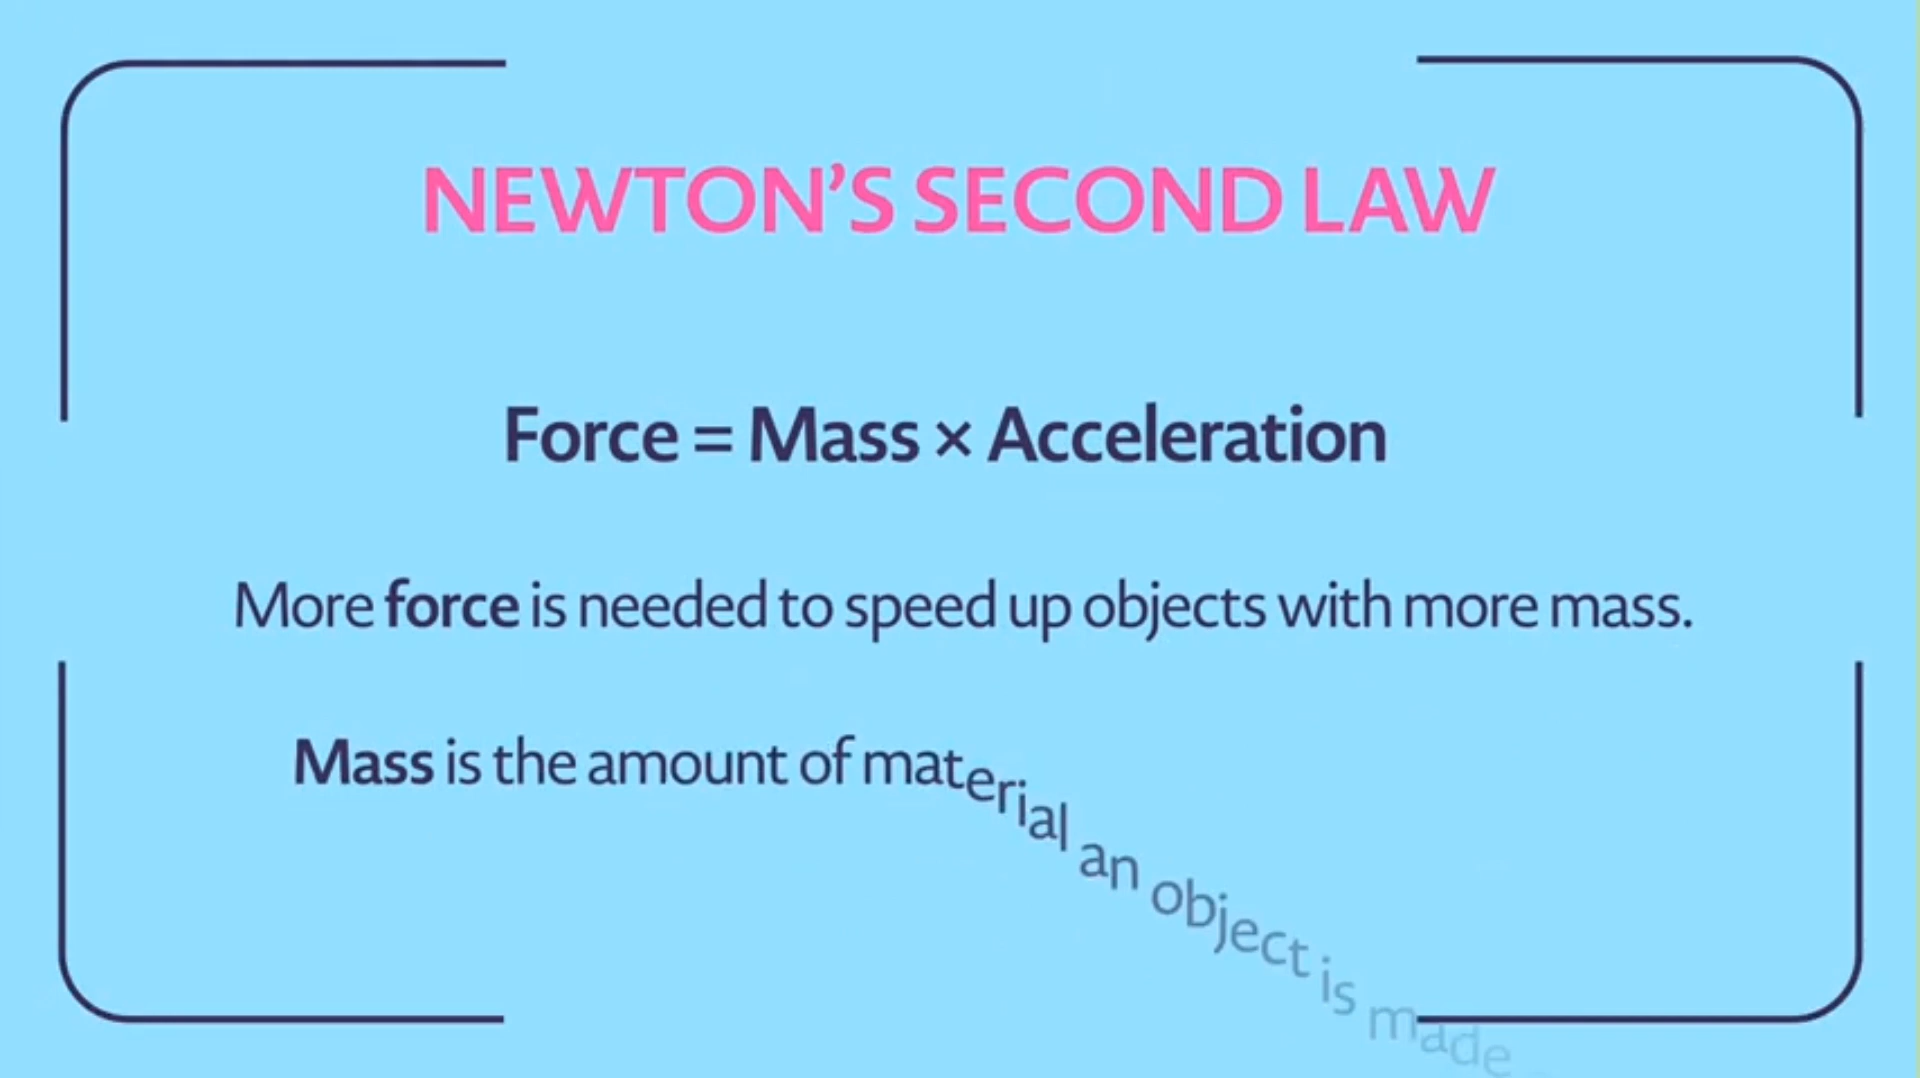 NEWTON'S SECOND LAW
Force = Mass × Acceleration
More force is needed to speed up objects with more mass.
Mass is the amount of material an object is made